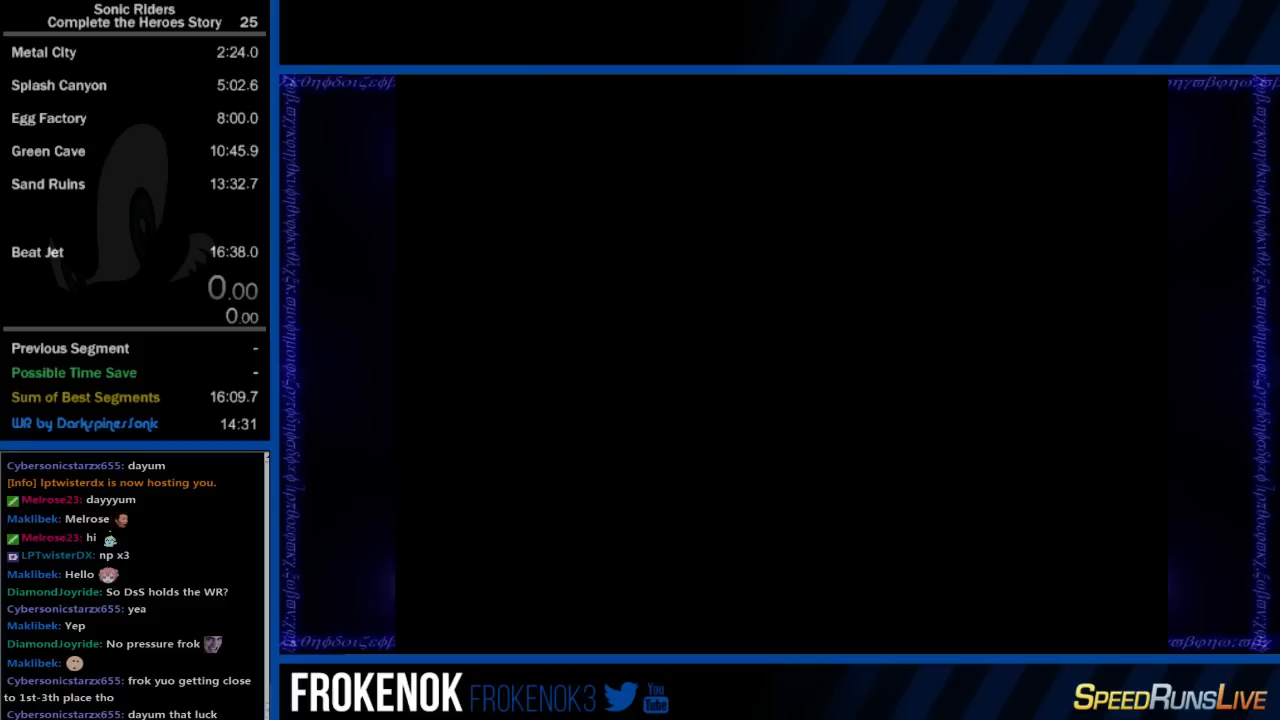 Sonic RIders
Complete the Heroes Story 25
Metal City 2:24.0
Splash Canyon 5:02.6
Egg Factory 8:00.0
Green Cave 10:45.9
Sand Ruins 13:32.7
Jet 16:38.0
0.00
0.00
Previous Segment -
Possible Time Save -
Sum of Best Segments 16:09.7
WR by DarkspinesSonic 14:31
Cybersonicstarzx655: dayum
[Info] lptwisterdx is now hosting you.
Melrose23: dayyyum
Maklibek: Melrose
Melrose23: hi
LPTwisterDX: np x3
Maklibek: Hello
DiamondJoyride: So DsS holds the WR?
Cybersonicstarzx655: yea
Maklibek: Yep
DiamondJoyride: No pressure frok
Maklibek:
Cybersonicstarzx655: frok yuo getting close
to 1st-3th place tho
Cybersonicstarzx655: dayum that luck
FROKENOK FROKENOK3 You Tube
SPEEDRUNSLIVE